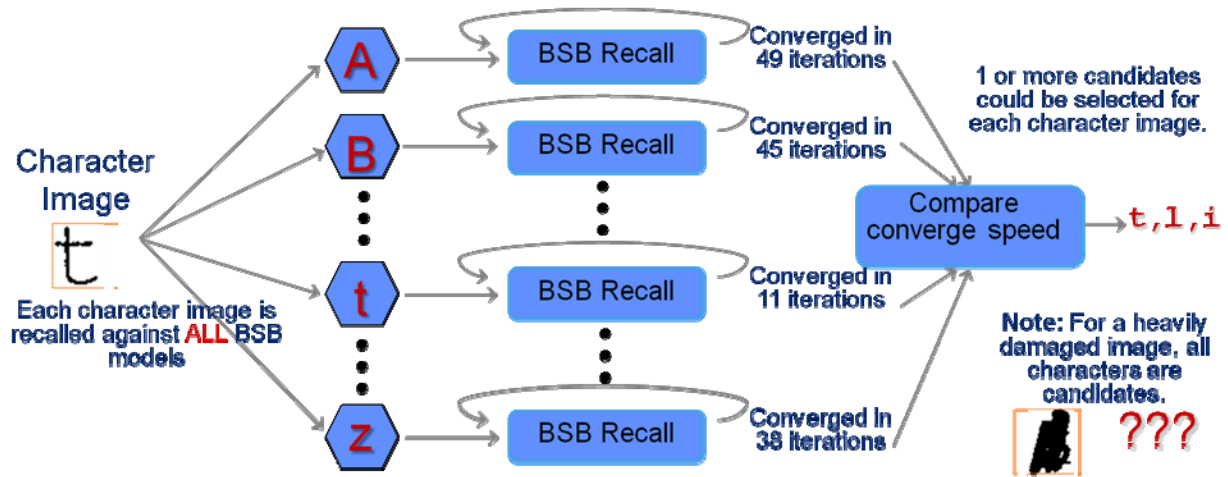 Character
Image
t
Each character image is
recalled against ALL BSB
models
A
BSB Recall
Converged in
49 iterations
B
BSB Recall
Converged in
45 iterations
t
BSB Recall
Converged in
11 iterations
z
BSB Recall
Converged in
38 iterations
1 or more candidates
could be selected for
each character image.
Compare
converge speed
t,l,i
Note: For a heavily
damaged image, all
characters are
candidates.
???